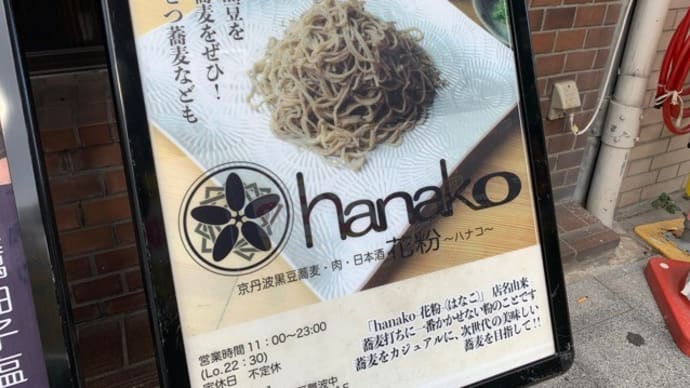 豆を
蕎麦をぜひ!
つ蕎麦なども
hanako
京丹波黒豆蕎麦・肉・日本酒 花粉 〜ハナコ〜
「hanako-花粉-(はなこ)」店名由来
蕎麦打ちに一番かかせない粉のことです
蕎麦をカジュアルに、次世代の美味しい
蕎麦を目指して!!
営業時間 11:00〜23:00
(Lo.22:30)
定休日 不定休
難波中